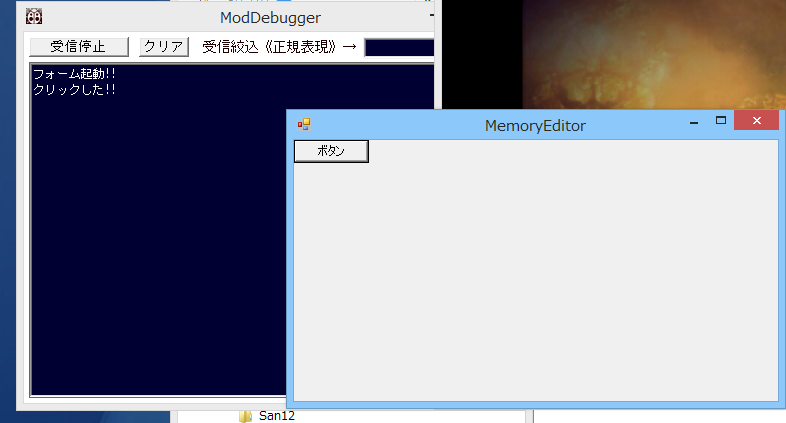 ModDebugger
受信停止 クリア 受信絞込《正規表現》→
フォーム起動!!
クリックした!!
MemoryEditor
ボタン
San12